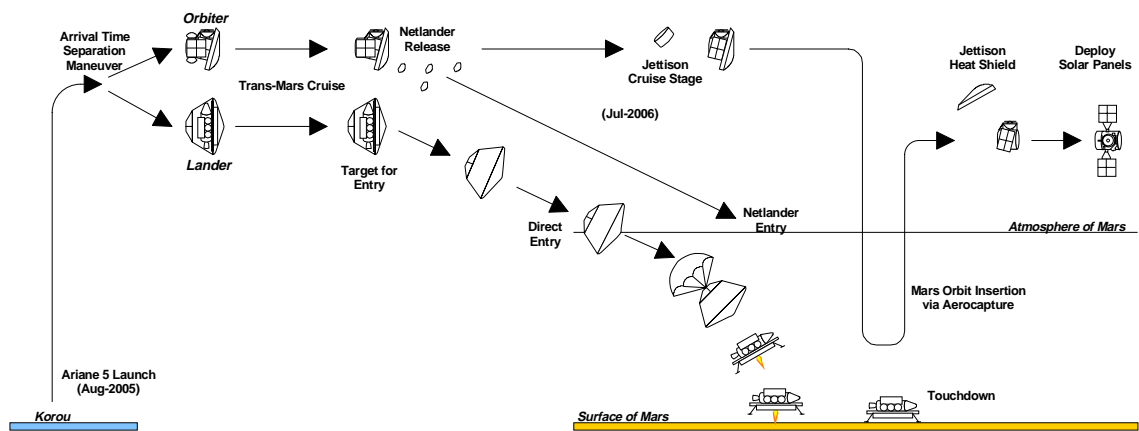 Orbiter
Arrival Time
Separation
Maneuver
Netlander
Release
Trans-Mars Cruise
Lander
Target for
Entry
Jettison
Cruise Stage
(Jul-2006)
Jettison
Heat Shield
Deploy
Solar Panels
Direct
Entry
Netlander
Entry
Atmosphere of Mars
Mars Orbit Insertion
via Aerocapture
Ariane 5 Launch
(Aug-2005)
Touchdown
Korou
Surface of Mars